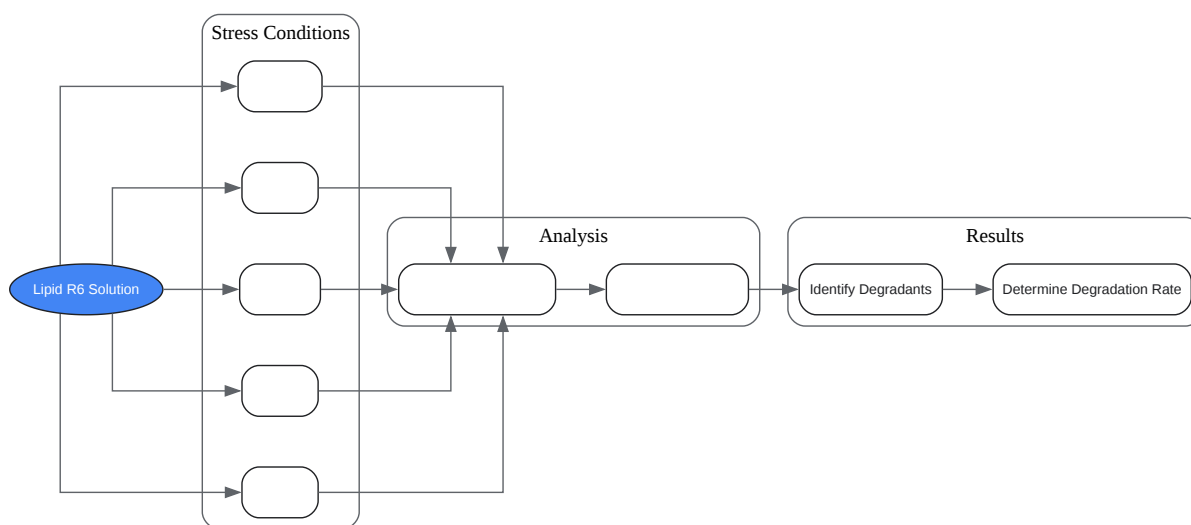 Stress Conditions
Lipid R6 Solution
Analysis
Results
Identify Degradants
Determine Degradation Rate